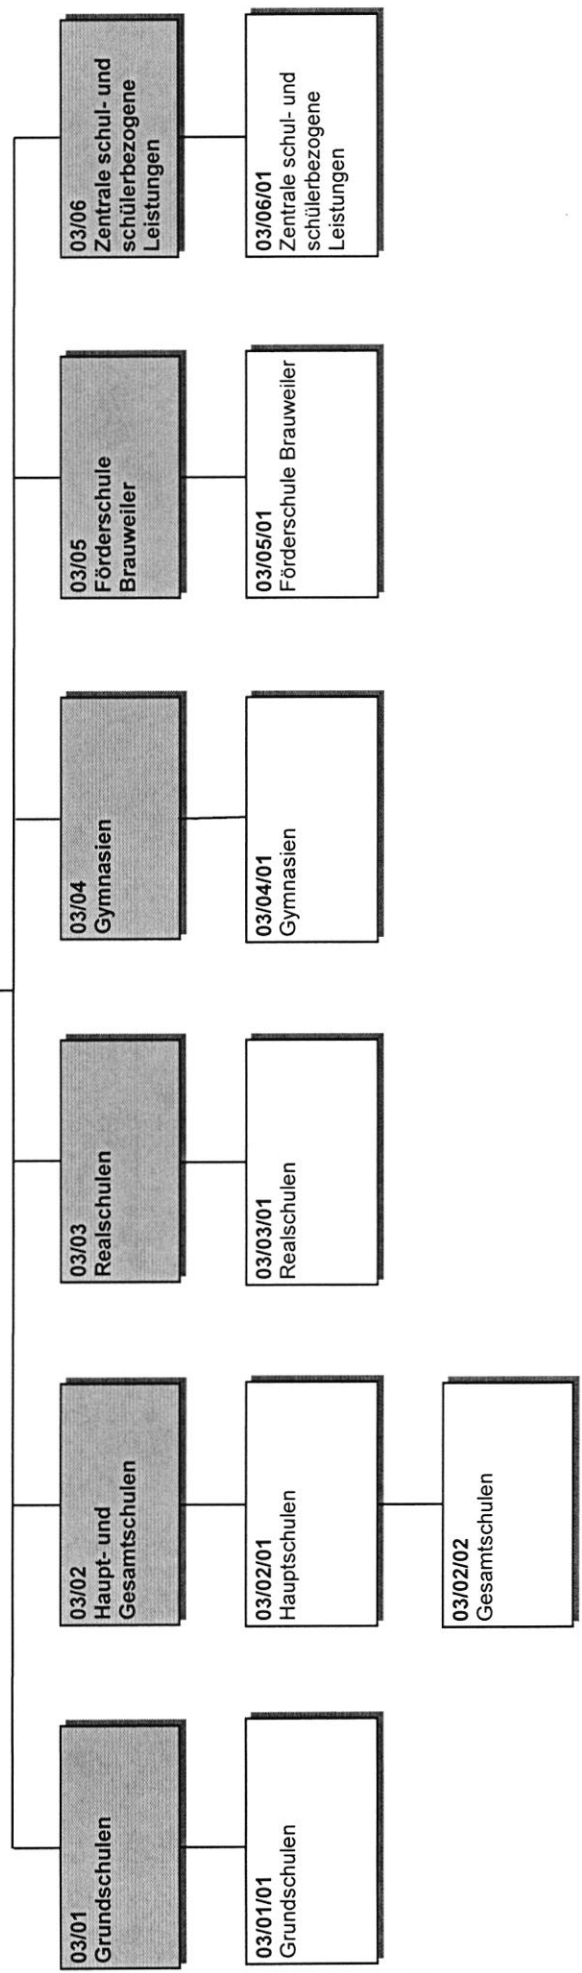 03/01
Grundschulen
03/01/01
Grundschulen
03/02
Haupt- und
Gesamtschulen
03/02/01
Hauptschulen
03/02/02
Gesamtschulen
03/03
Realschulen
03/03/01
Realschulen
03/04
Gymnasien
03/04/01
Gymnasien
03/05
Förderschule
Brauweiler
03/05/01
Förderschule Brauweiler
03/06
Zentrale schul- und
schülerbezogene
Leistungen
03/06/01
Zentrale schul- und
schülerbezogene
Leistungen